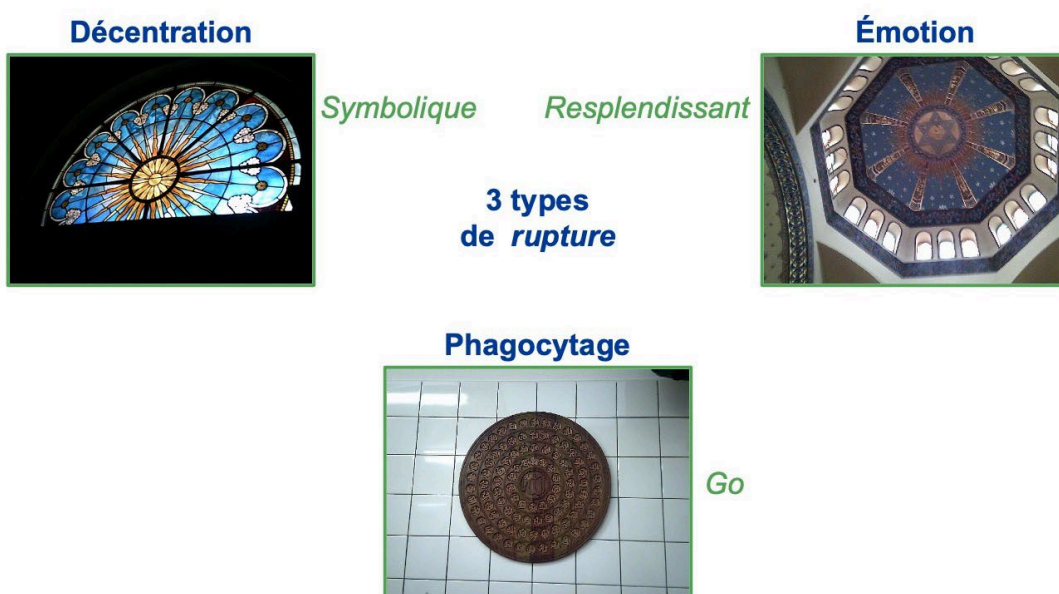 Décentration
Émotion
Symbolique
Resplendissant
3 types
de rupture
Phagocytage
Go